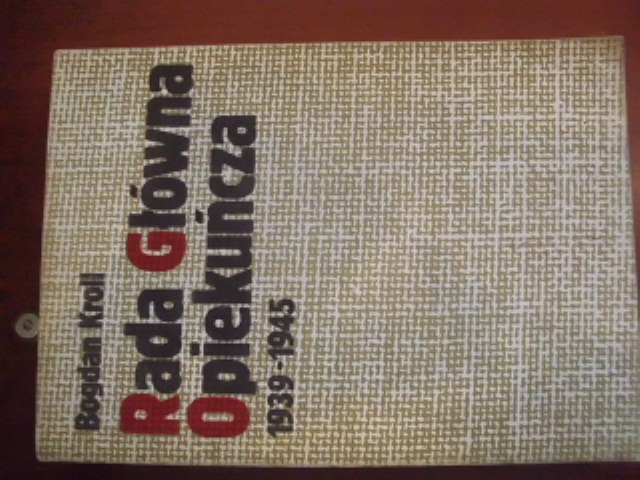 Bogdan Kroll
Rada Główna
Opiekuńcza
1939-1945